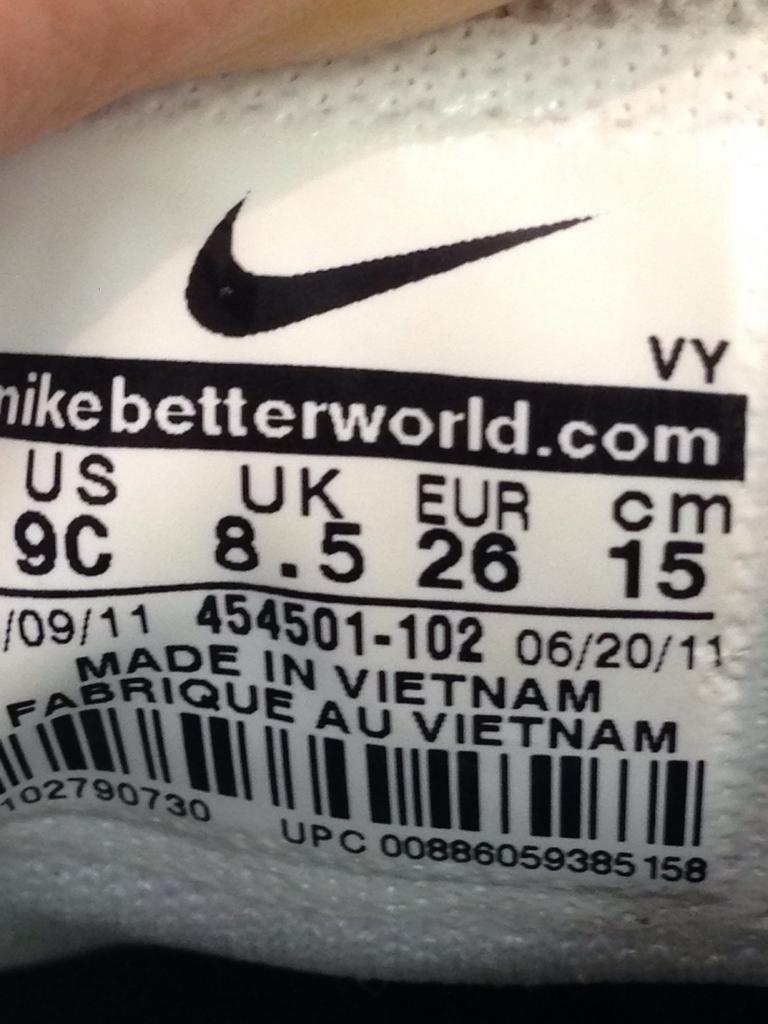 VY
nikebetterworld.com
US UK EUR cm
9C 8.5 26 15
/09/11 454501-102 06/20/11
MADE IN VIETNAM
FABRIQUE AU VIETNAM
102790730 UPC 00886059385158